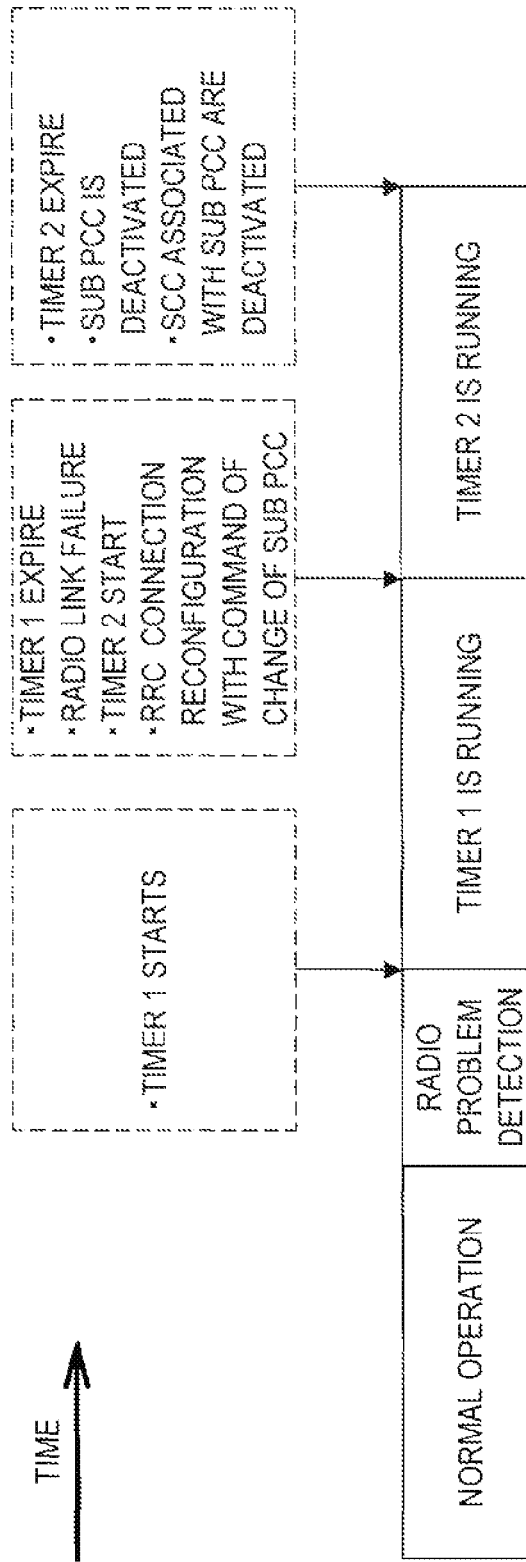 TIME
• TIMER 1 STARTS
• TIMER 1 EXPIRE
• RADIO LINK FAILURE
• TIMER 2 START
• RRC CONNECTION
RECONFIGURATION
WITH COMMAND OF
CHANGE OF SUB PCC
• TIMER 2 EXPIRE
• SUB PCC IS
DEACTIVATED
• SCC ASSOCIATED
WITH SUB PCC ARE
DEACTIVATED
NORMAL OPERATION
RADIO
PROBLEM
DETECTION
TIMER 1 IS RUNNING
TIMER 2 IS RUNNING